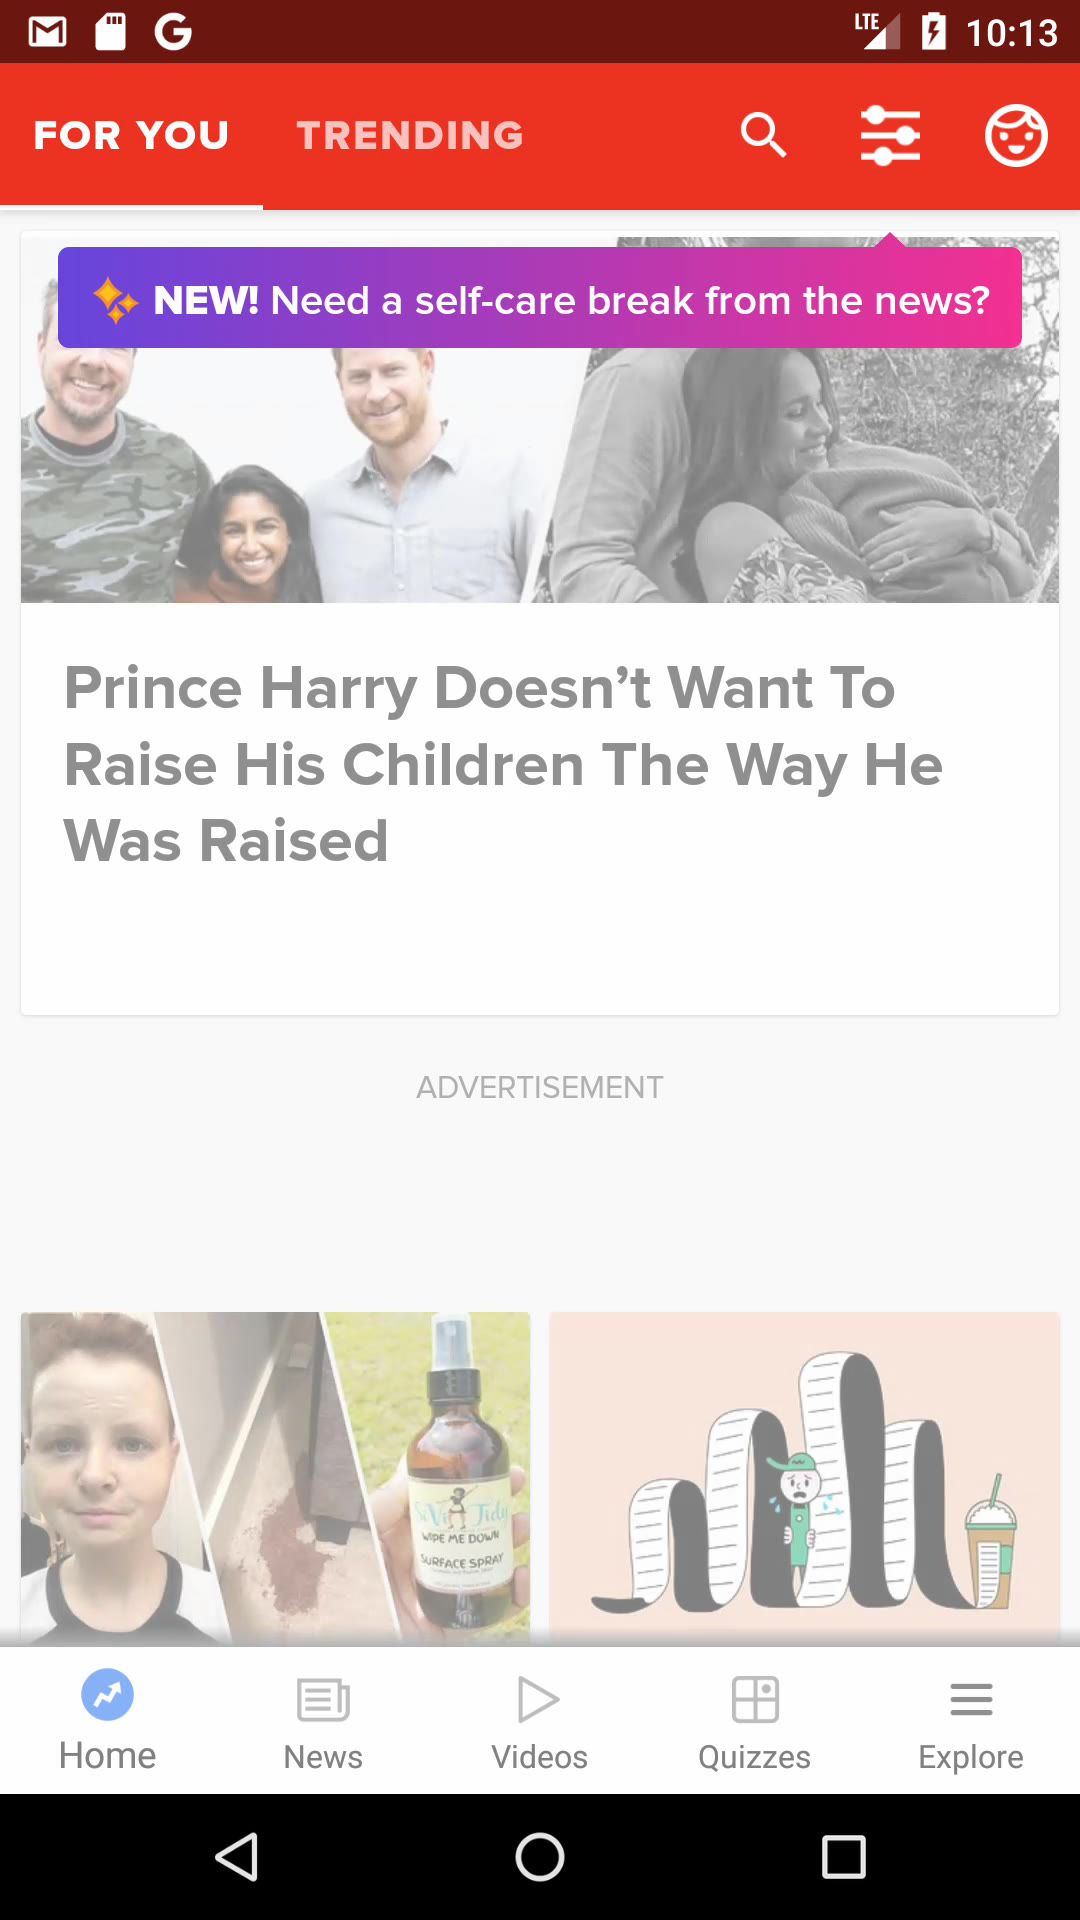 LTE 10:13
FOR YOU TRENDING
NEW! Need a self-care break from the news?
Prince Harry Doesn’t Want To
Raise His Children The Way He
Was Raised
ADVERTISEMENT
WIPE ME DOWN
SURFACE SPRAY
Home News Videos Quizzes Explore